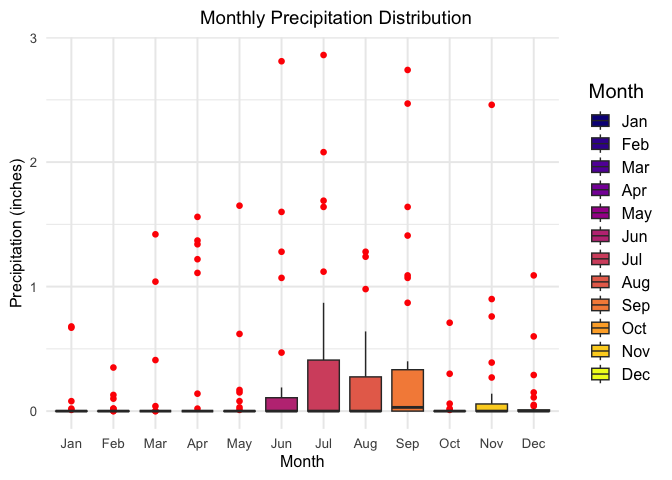 Monthly Precipitation Distribution
Precipitation (inches)
3
2
1
0
Jan Feb Mar Apr May Jun Jul Aug Sep Oct Nov Dec
Month
Month
Jan
Feb
Mar
Apr
May
Jun
Jul
Aug
Sep
Oct
Nov
Dec